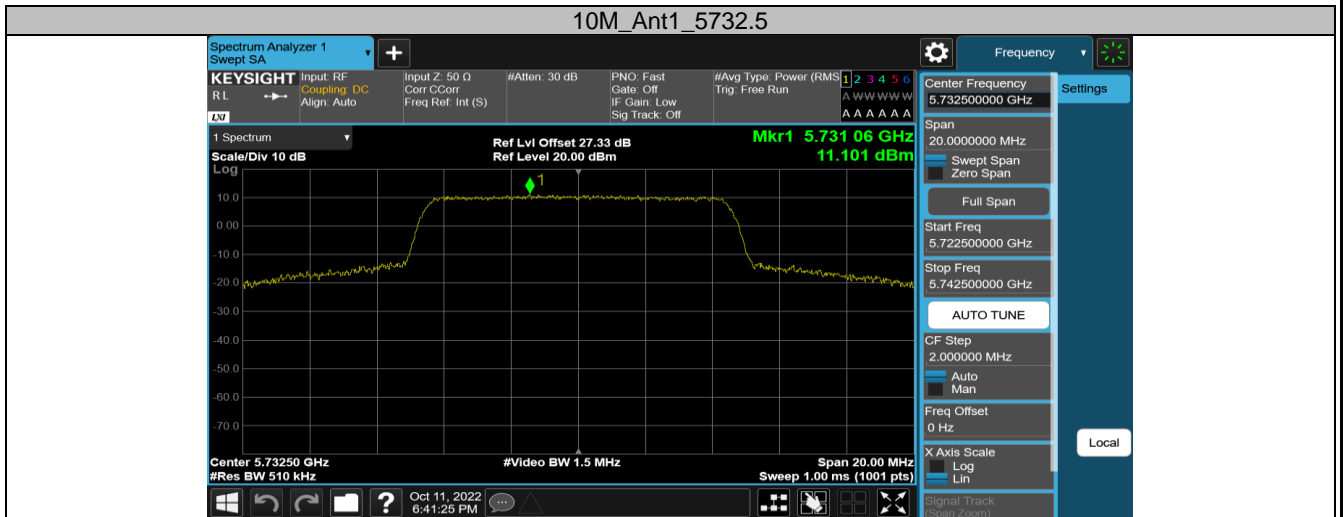 10M_Ant1_5732.5
Spectrum Analyzer 1
Swept SA
+
Frequency
KEYSIGHT
RL
LXI
Input: RF
Coupling: DC
Align: Auto
Input Z: 50 Ω
Corr CCorr
Freq Ref: Int (S)
#Atten: 30 dB
PNO: Fast
Gate: Off
IF Gain: Low
Sig Track: Off
#Avg Type: Power (RMS
Trig: Free Run
1 2 3 4 5 6
A W W W W W
A A A A A A
1 Spectrum
Scale/Div 10 dB
Ref Lvl Offset 27.33 dB
Ref Level 20.00 dBm
Mkr1 5.731 06 GHz
11.101 dBm
Log
1
10.0
0.00
-10.0
-20.0
-30.0
-40.0
-50.0
-60.0
-70.0
Center 5.73250 GHz
#Res BW 510 kHz
#Video BW 1.5 MHz
Span 20.00 MHz
Sweep 1.00 ms (1001 pts)
?
Oct 11, 2022
6:41:25 PM
Center Frequency
5.732500000 GHz
Span
20.0000000 MHz
Swept Span
Zero Span
Full Span
Start Freq
5.722500000 GHz
Stop Freq
5.742500000 GHz
AUTO TUNE
CF Step
2.000000 MHz
Auto
Man
Freq Offset
0 Hz
X Axis Scale
Log
Lin
Signal Track
(Span Zoom)
Settings
Local